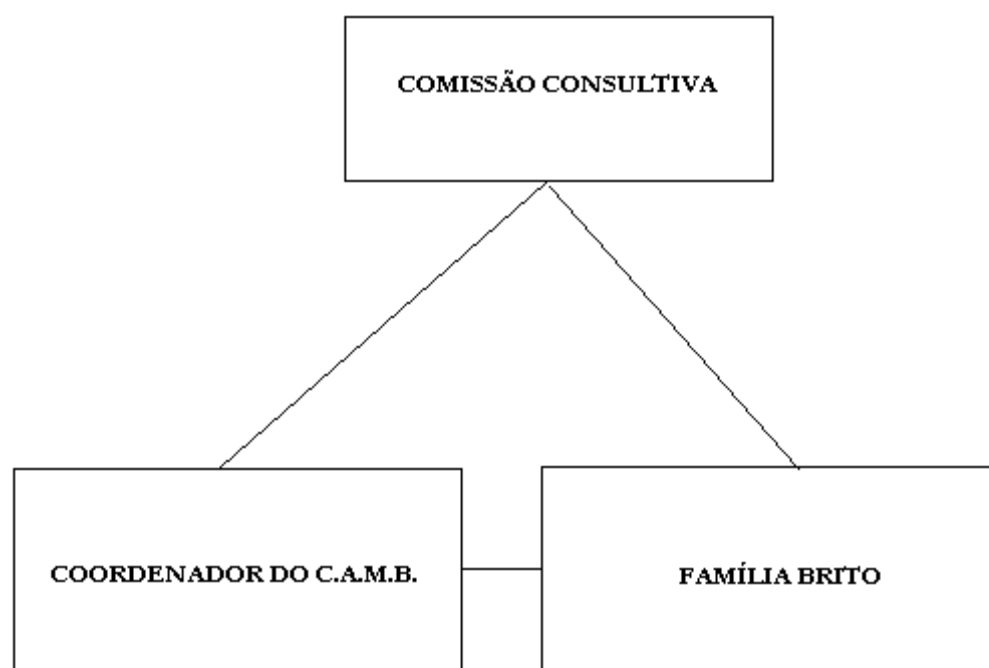 COMISSÃO CONSULTIVA
COORDENADOR DO C.A.M.B.
FAMÍLIA BRITO